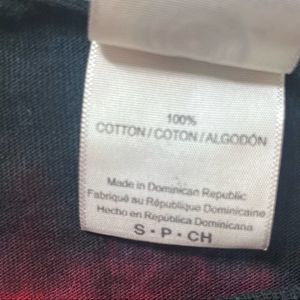 100%
COTTON / COTON / ALGODÓN
Made in Dominican Republic
Fabriqué au République Dominicaine
Hecho en República Dominicana
S • P • CH